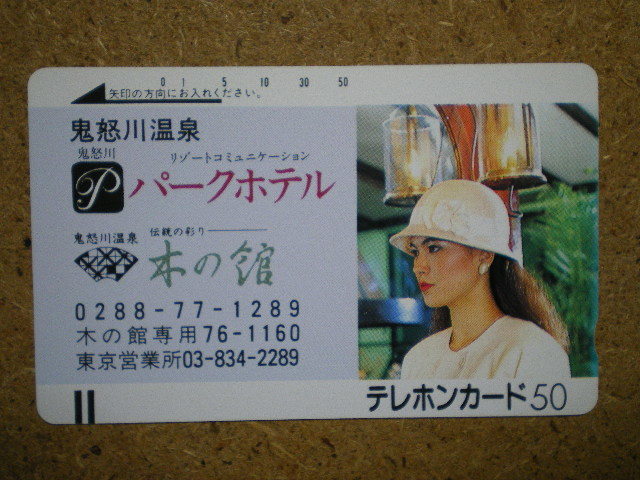 0 1 5 10 30 50
矢印の方向にお入れください。
鬼怒川温泉
鬼怒川 リゾートコミュニケーション
P パークホテル
鬼怒川温泉 伝統の彩り
木の館
0288-77-1289
木の館専用76-1160
東京営業所03-834-2289
テレホンカード50